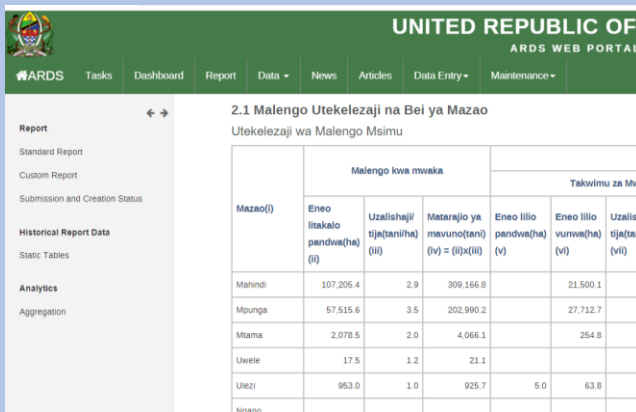 UNITED REPUBLIC OF
ARDS WEB PORTAL
ARDS Tasks Dashboard Report Data News Articles Data Entry Maintenance
Report
Standard Report
Custom Report
Submission and Creation Status
Historical Report Data
Static Tables
Analytics
Aggregation
2.1 Malengo Utekelezaji na Bei ya Mazao
Utekelezaji wa Malengo Msimu
Malengo kwa mwaka
Takwimu za
Mazao(i)
Eneo
litakalo
pandwa(ha)
(ii)
Uzalishaji/
tija(tani/ha)
(iii)
Matarajio ya
mavuno(tani)
(iv) = (ii)x(iii)
Eneo lilio
pandwa(ha)
(v)
Eneo lilio
vunwa(ha)
(vi)
(vii)
Mahindi 107,205.4 2.9 309,166.8 21,500.1
Mpunga 57,515.6 3.5 202,990.2 27,712.7
Mtama 2,078.5 2.0 4,066.1 254.8
Uwele 17.5 1.2 21.1
Ulezi 953.0 1.0 925.7 5.0 63.8
Ngano